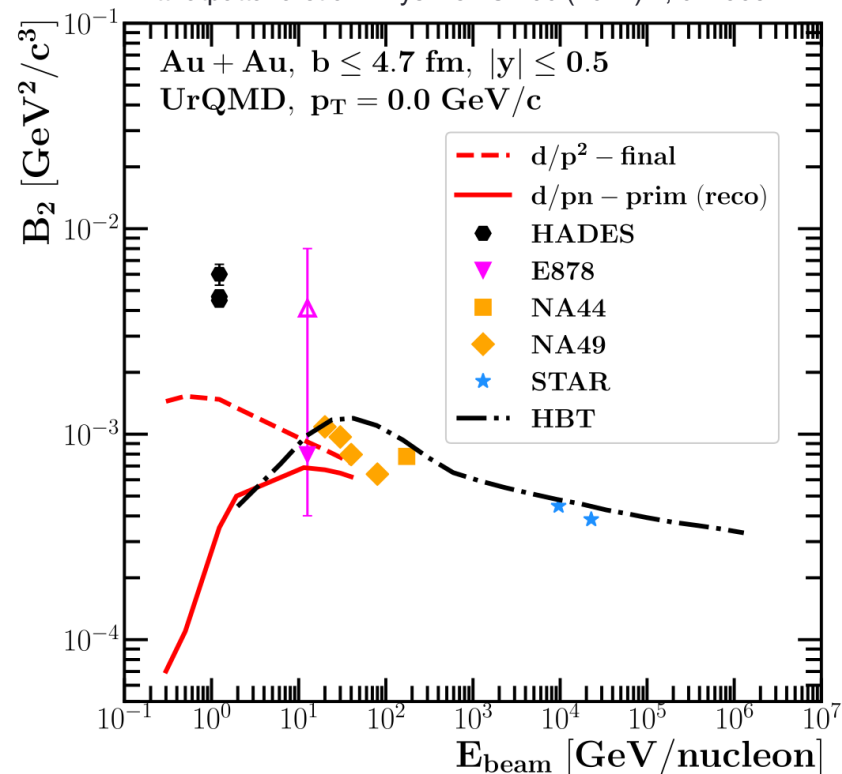 10⁻¹
Au + Au, b ≤ 4.7 fm, |y| ≤ 0.5
UrQMD, p_T = 0.0 GeV/c
d/p² − final
d/pn − prim (reco)
HADES
E878
NA44
NA49
STAR
HBT
B₂ [GeV²/c³]
10⁻²
10⁻³
10⁻⁴
10⁻¹ 10⁰ 10¹ 10² 10³ 10⁴ 10⁵ 10⁶ 10⁷
E_beam [GeV/nucleon]